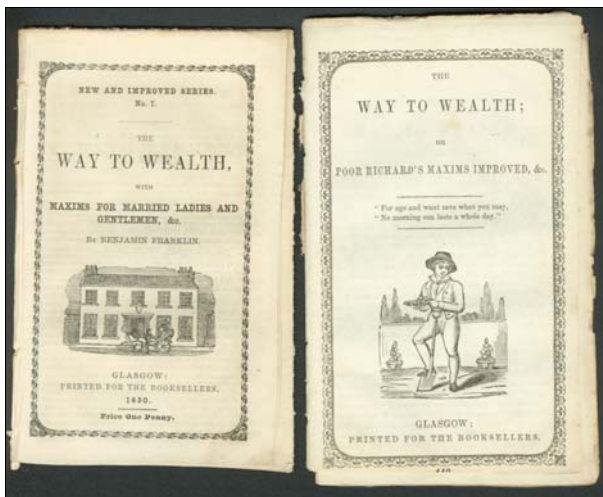 NEW AND IMPROVED SERIES.
No. 7.
THE
WAY TO WEALTH,
WITH
MAXIMS FOR MARRIED LADIES AND
GENTLEMEN, &c.
By BENJAMIN FRANKLIN.
GLASGOW:
PRINTED FOR THE BOOKSELLERS.
1850.
Price One Penny.
THE
WAY TO WEALTH;
OR
POOR RICHARD'S MAXIMS IMPROVED, &c.
"For age and want save what you may,
"No morning sun lasts a whole day."
GLASGOW:
PRINTED FOR THE BOOKSELLERS.